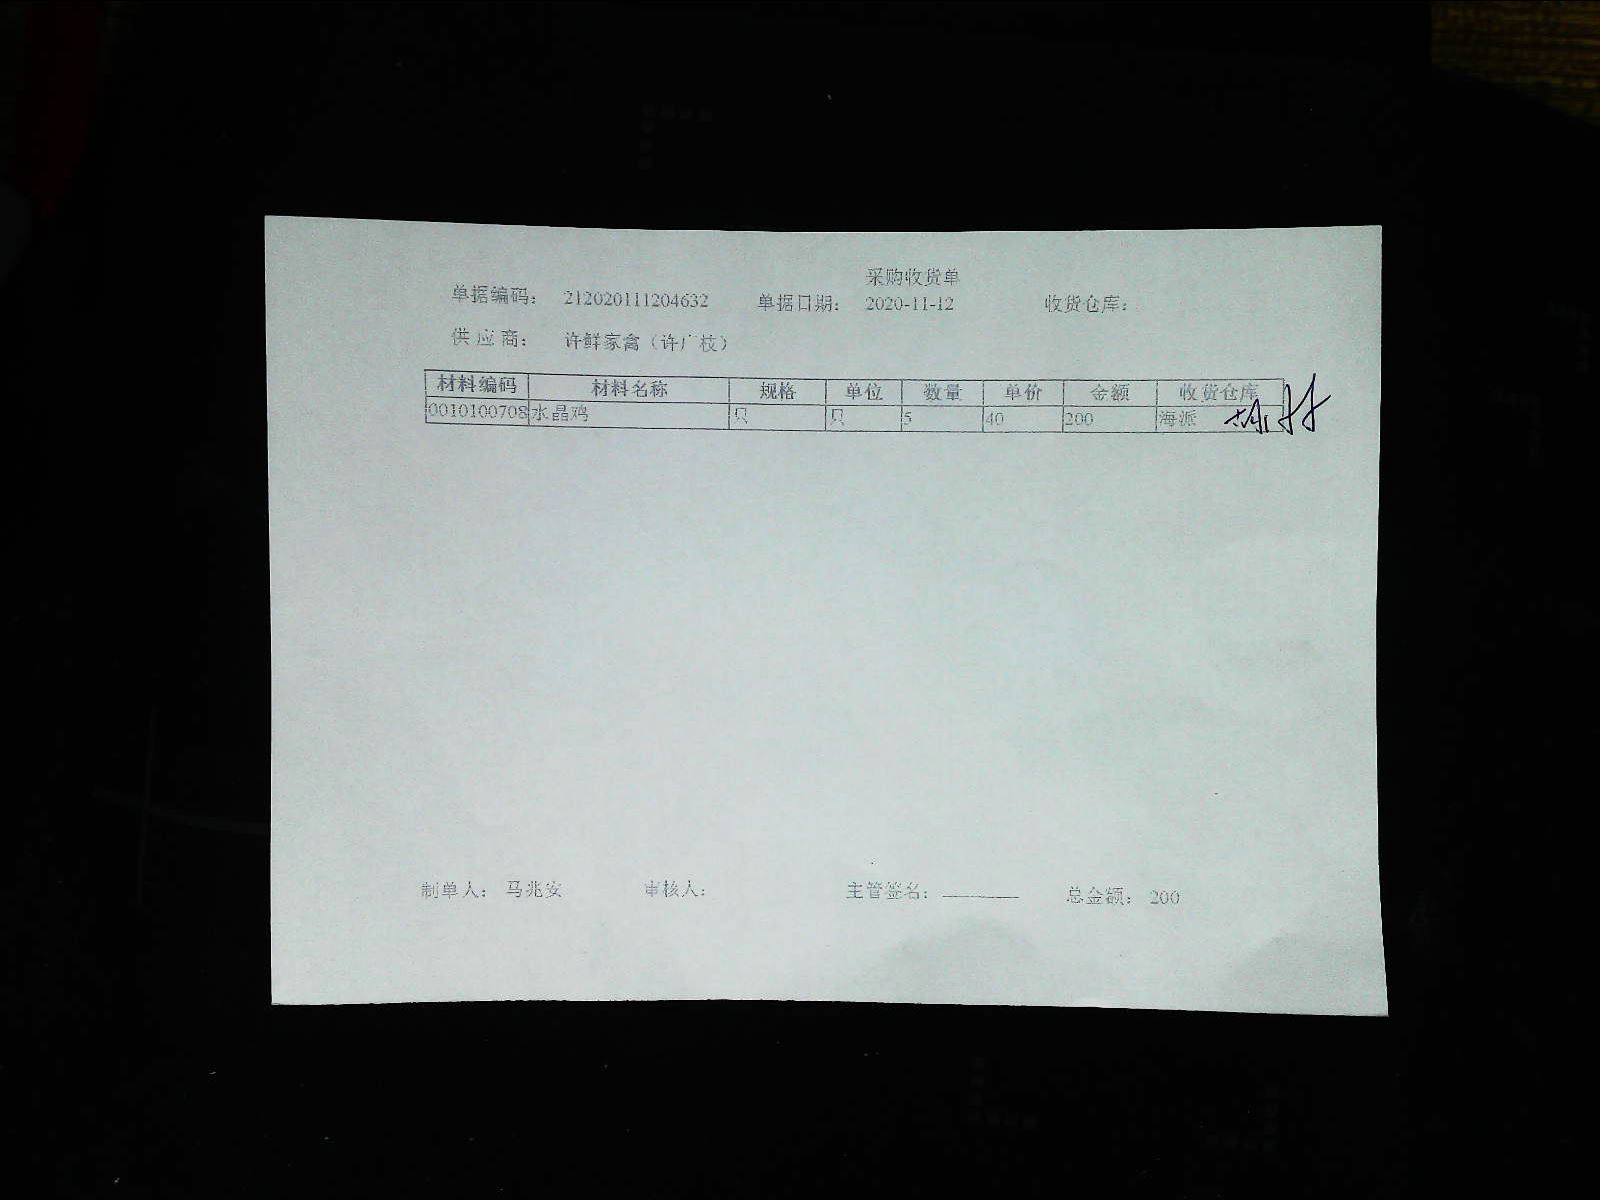 采购收货单
单据编码： 212020111204632 单据日期： 2020-11-12 收货仓库：
供应商： 许鲜家禽（许广枝）
材料编码 材料名称 规格 单位 数量 单价 金额 收货仓库
0010100708 水晶鸡 只 只 5 40 200 海派
制单人： 马兆安 审核人： 主管签名： ______ 总金额： 200